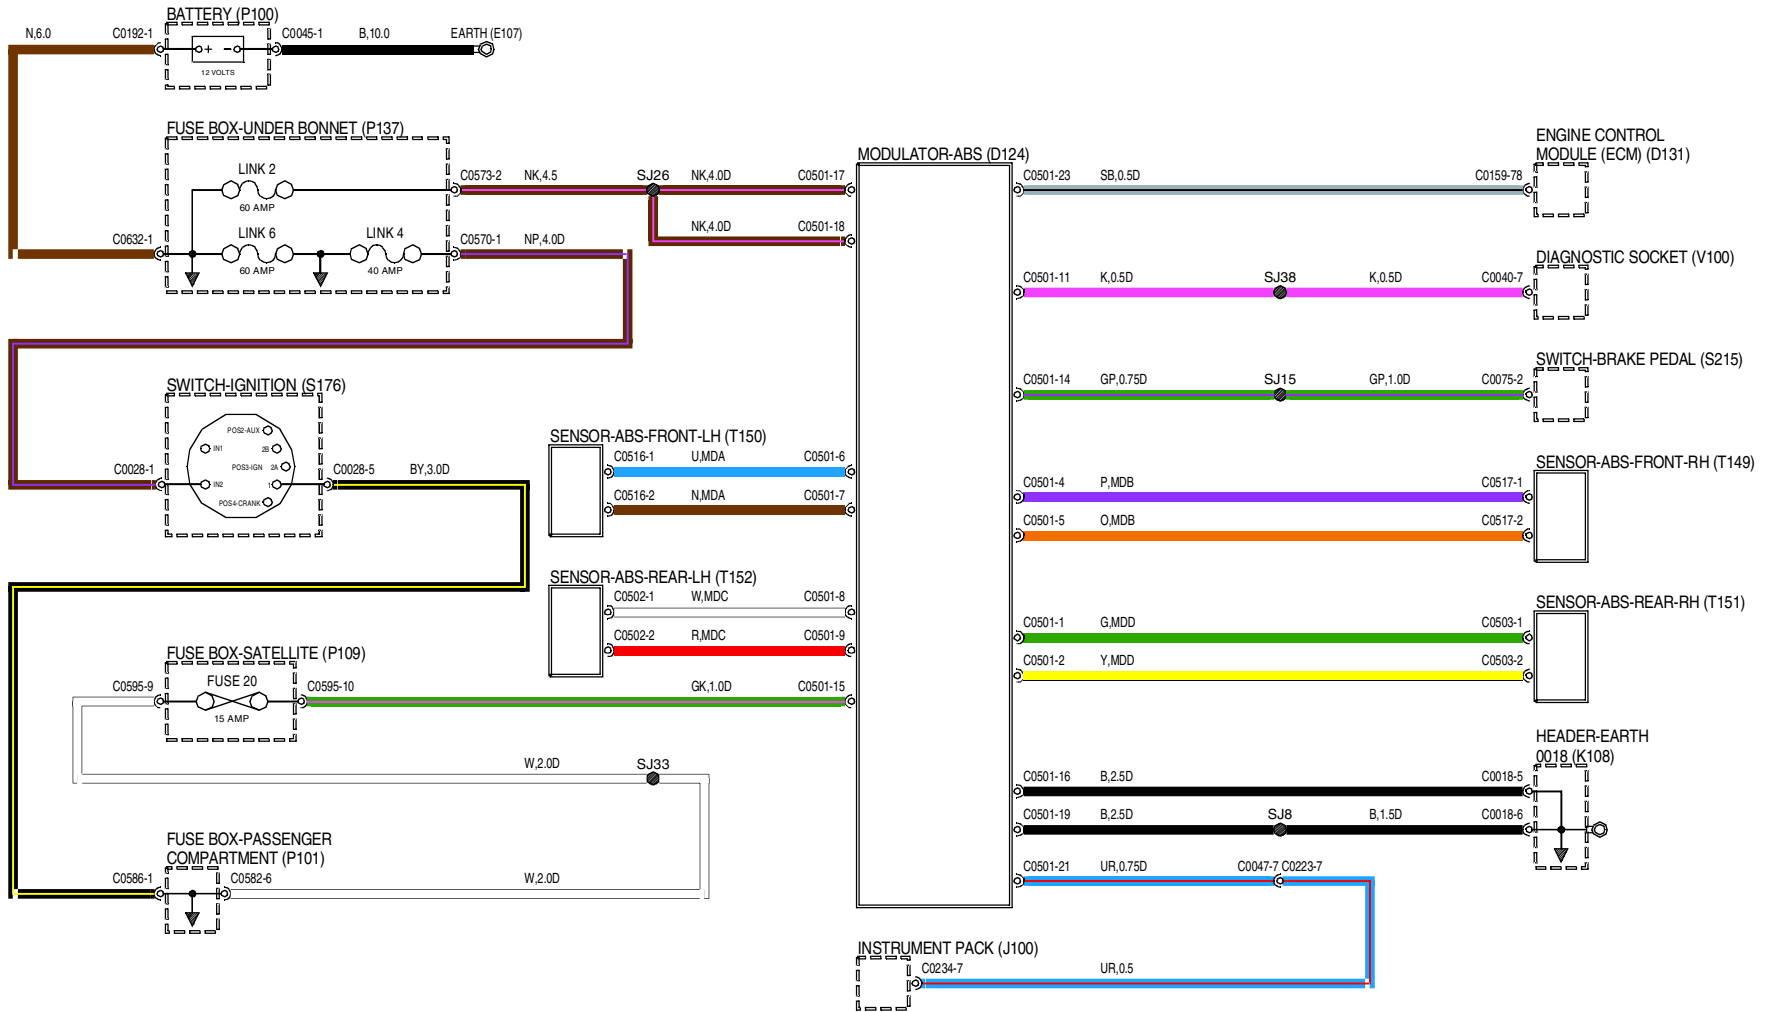 BATTERY (P100)
N,6.0 C0192-1 C0045-1 B,10.0 EARTH (E107)
+ -
12 VOLTS
FUSE BOX-UNDER BONNET (P137)
LINK 2
60 AMP
C0573-2 NK,4.5 SJ26 NK,4.0D C0501-17
NK,4.0D C0501-18
C0632-1 LINK 6 LINK 4 C0570-1 NP,4.0D
60 AMP 40 AMP
SWITCH-IGNITION (S176)
POS2-AUX
IN1 2B
POS3-IGN 2A
C0028-1 IN2 1 C0028-5 BY,3.0D
POS4-CRANK
SENSOR-ABS-FRONT-LH (T150)
C0516-1 U,MDA C0501-6
C0516-2 N,MDA C0501-7
SENSOR-ABS-REAR-LH (T152)
C0502-1 W,MDC C0501-8
C0502-2 R,MDC C0501-9
FUSE BOX-SATELLITE (P109)
C0595-9 FUSE 20 C0595-10 GK,1.0D C0501-15
15 AMP
W,2.0D SJ33
FUSE BOX-PASSENGER
COMPARTMENT (P101)
C0586-1 C0582-6 W,2.0D
MODULATOR-ABS (D124)
ENGINE CONTROL
MODULE (ECM) (D131)
C0501-23 SB,0.5D C0159-78
DIAGNOSTIC SOCKET (V100)
C0501-11 K,0.5D SJ38 K,0.5D C0040-7
SWITCH-BRAKE PEDAL (S215)
C0501-14 GP,0.75D SJ15 GP,1.0D C0075-2
SENSOR-ABS-FRONT-RH (T149)
C0501-4 P,MDB C0517-1
C0501-5 O,MDB C0517-2
SENSOR-ABS-REAR-RH (T151)
C0501-1 G,MDD C0503-1
C0501-2 Y,MDD C0503-2
HEADER-EARTH
0018 (K108)
C0501-16 B,2.5D C0018-5
C0501-19 B,2.5D SJ8 B,1.5D C0018-6
C0501-21 UR,0.75D C0047-7 C0223-7
INSTRUMENT PACK (J100)
C0234-7 UR,0.5